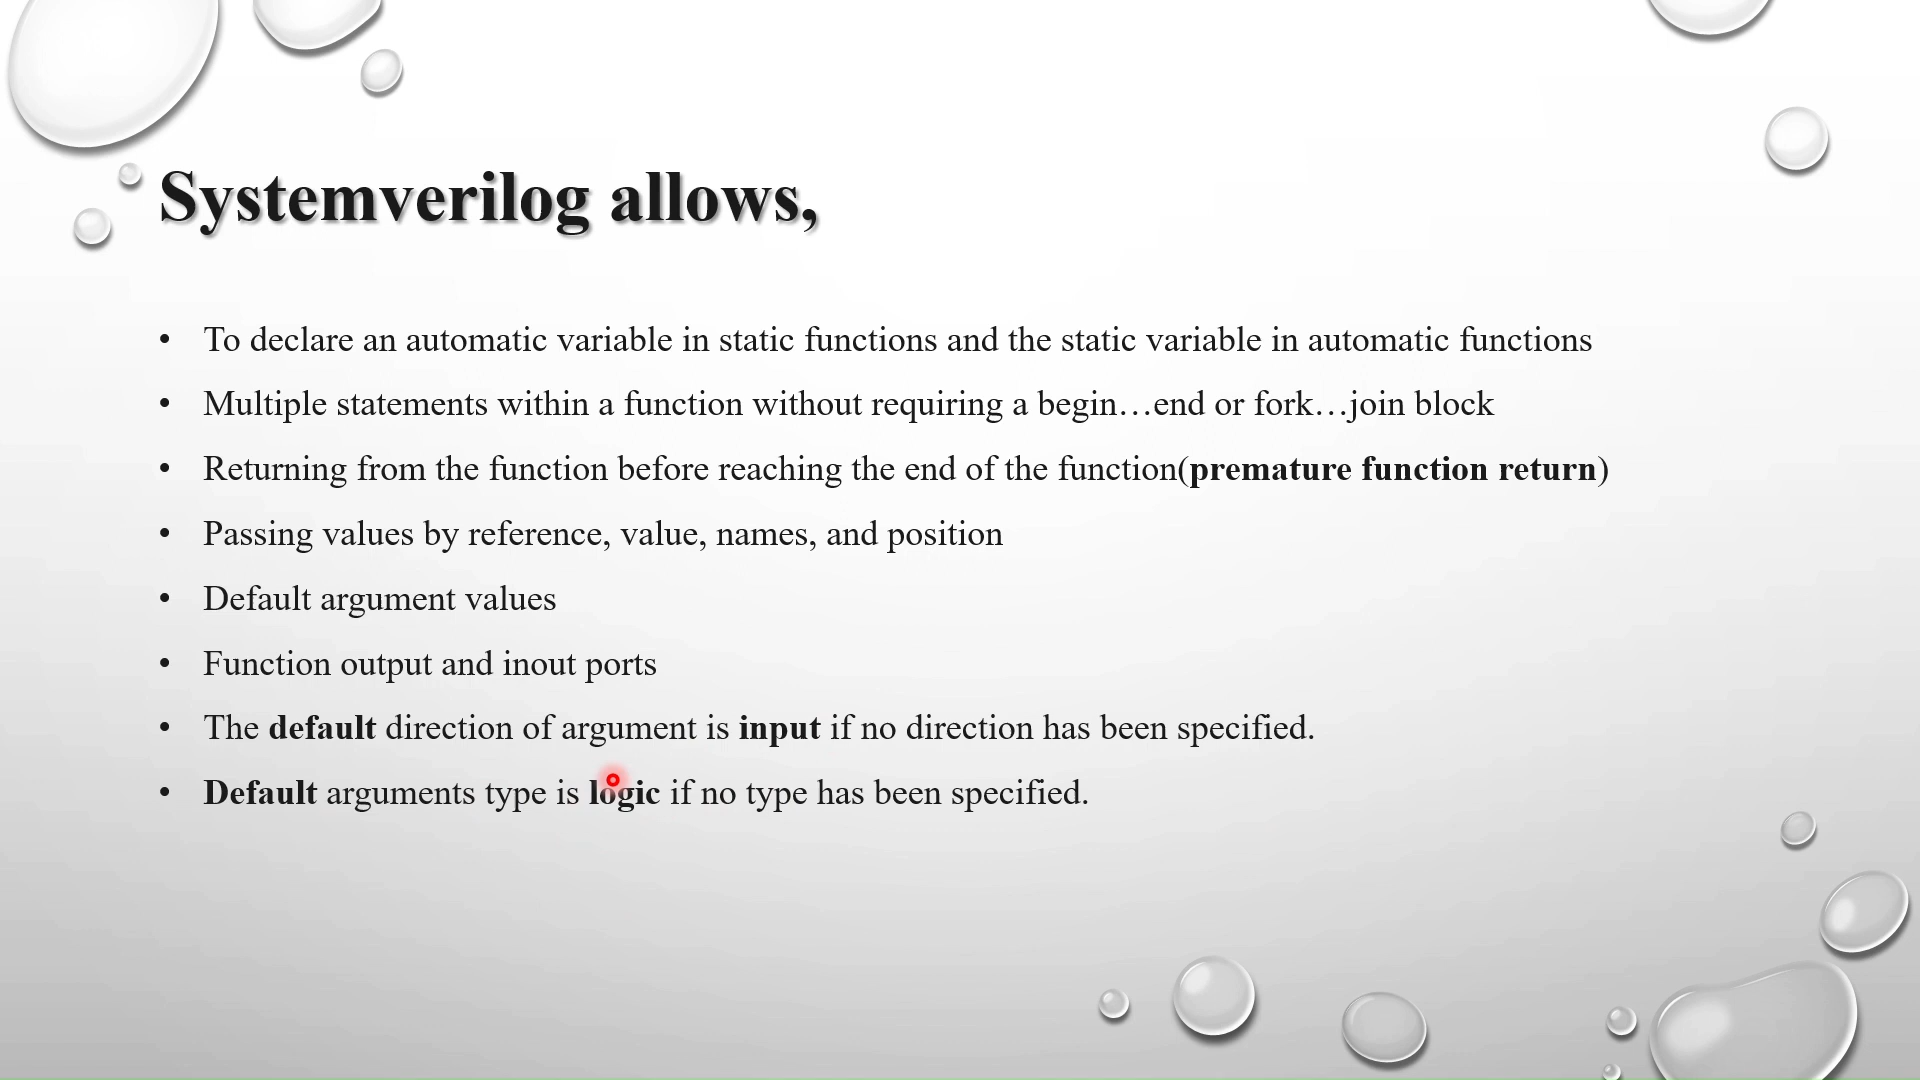 Systemverilog allows,
• To declare an automatic variable in static functions and the static variable in automatic functions
• Multiple statements within a function without requiring a begin…end or fork…join block
• Returning from the function before reaching the end of the function(premature function return)
• Passing values by reference, value, names, and position
• Default argument values
• Function output and inout ports
• The default direction of argument is input if no direction has been specified.
• Default arguments type is logic if no type has been specified.